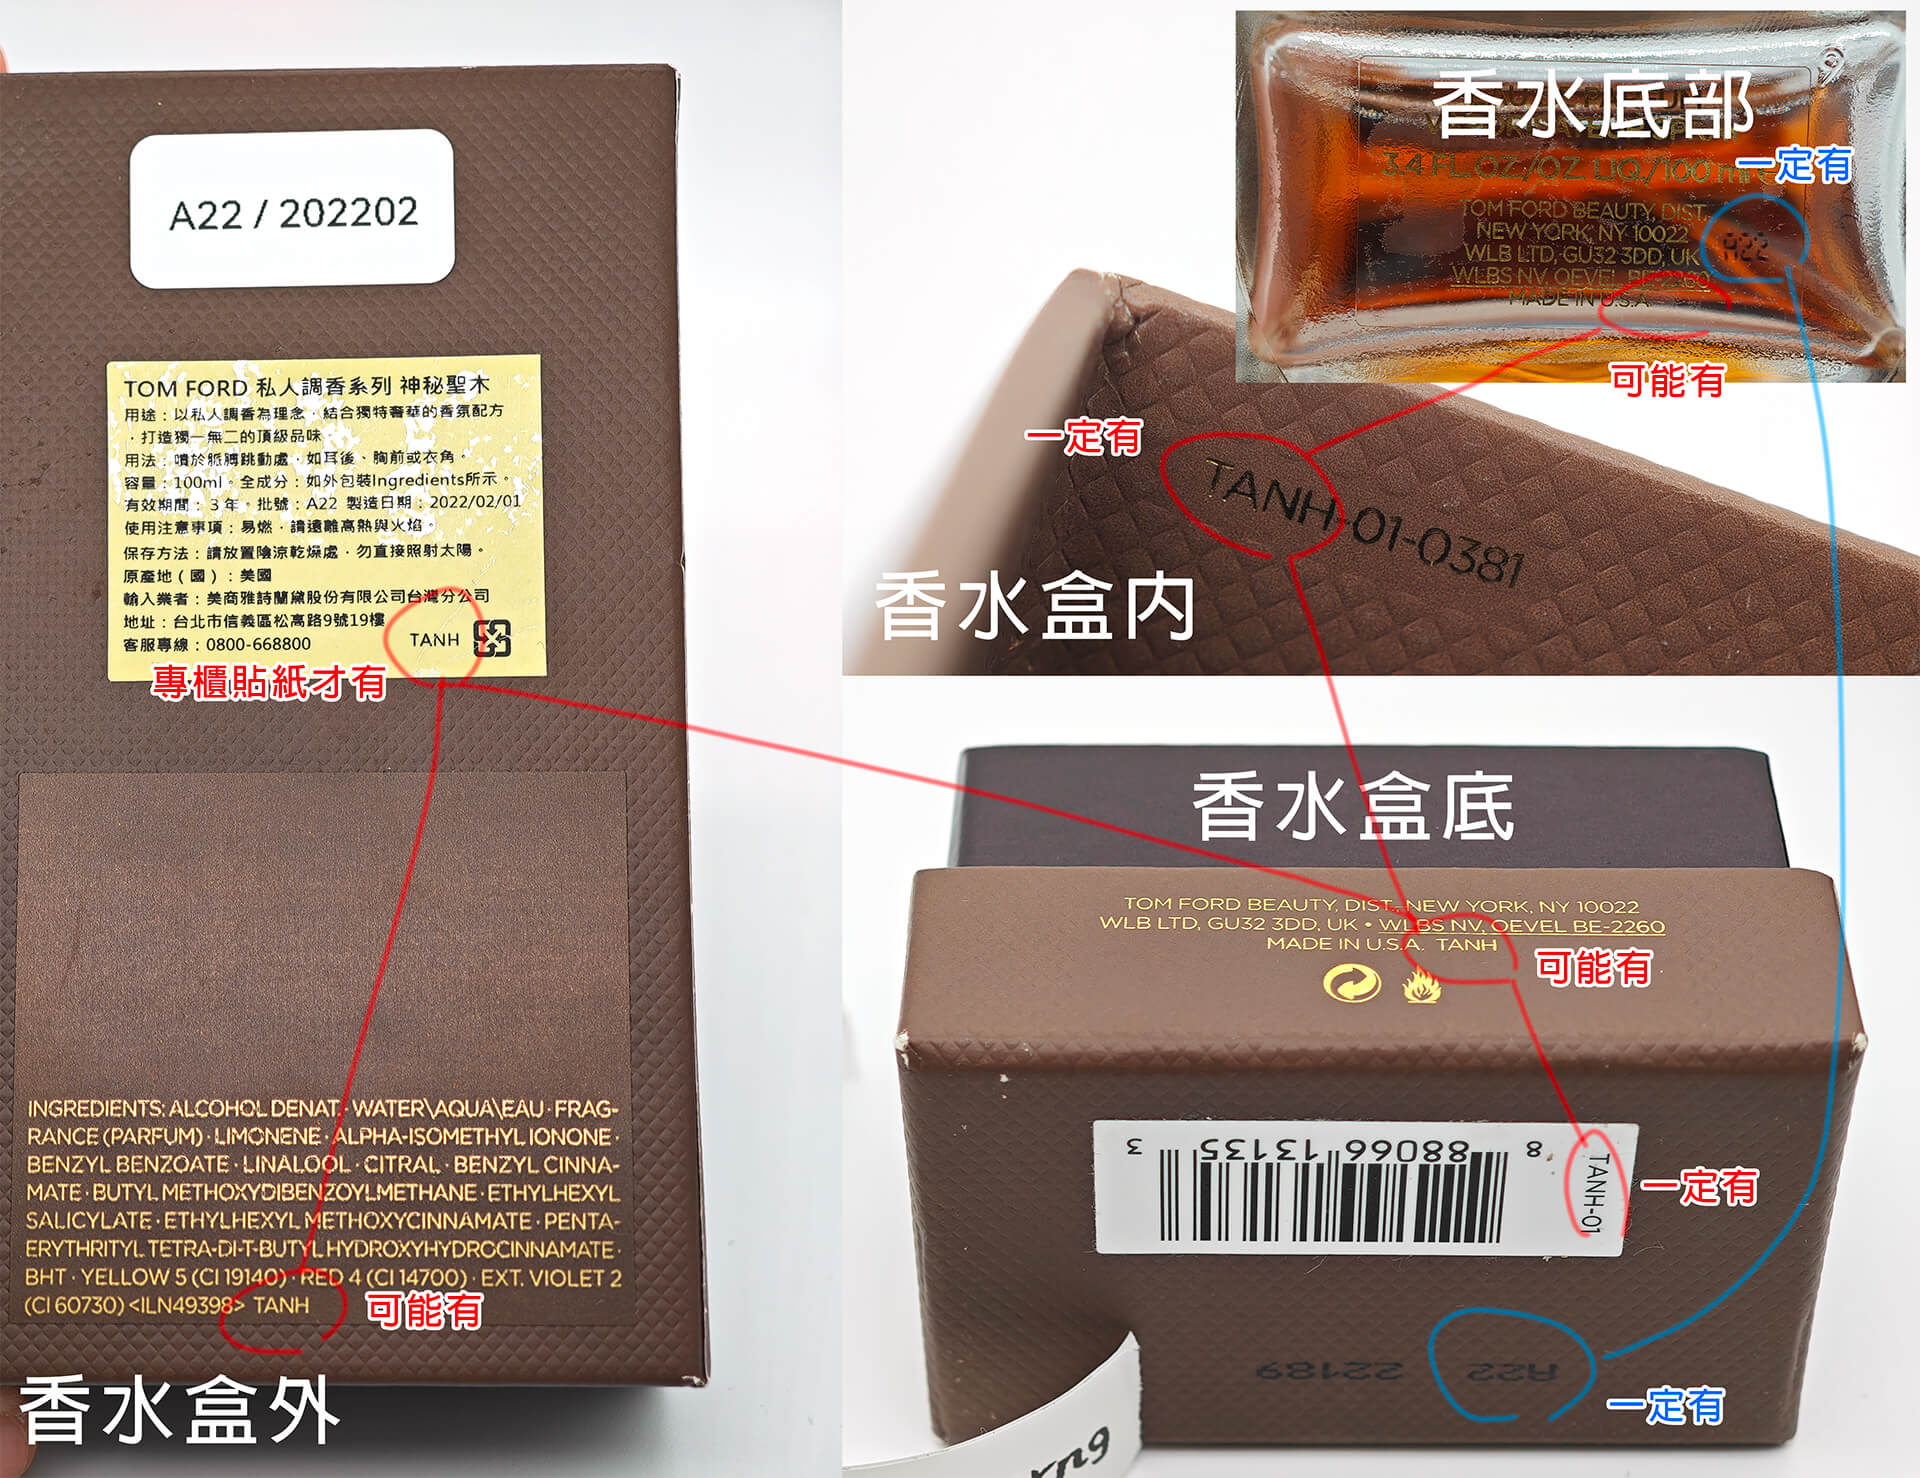 A22 / 202202
TOM FORD 私人調香系列 神秘聖木
用途：以私人調香為理念，結合獨特奢華的香氛配方
，打造獨一無二的頂級品味
用法：噴於脈膊跳動處，如耳後、胸前或衣角。
容量：100ml。全成分：如外包裝Ingredients所示。
有效期間：3年。批號：A22 製造日期：2022/02/01
使用注意事項：易燃，請遠離高熱與火焰。
保存方法：請放置陰涼乾燥處，勿直接照射太陽。
原產地（國）：美國
輸入業者：美商雅詩蘭黛股份有限公司台灣分公司
地址：台北市信義區松高路9號19樓
客服專線：0800-668800
TANH
專櫃貼紙才有
INGREDIENTS: ALCOHOL DENAT. · WATER\AQUA\EAU · FRAG-
RANCE (PARFUM) · LIMONENE · ALPHA-ISOMETHYL IONONE ·
BENZYL BENZOATE · LINALOOL · CITRAL · BENZYL CINNA-
MATE · BUTYL METHOXYDIBENZOYLMETHANE · ETHYLHEXYL
SALICYLATE · ETHYLHEXYL METHOXYCINNAMATE · PENTA-
ERYTHRITYL TETRA-DI-T-BUTYL HYDROXYHYDROCINNAMATE ·
BHT · YELLOW 5 (CI 19140) · RED 4 (CI 14700) · EXT. VIOLET 2
(CI 60730) <ILN49398> TANH
可能有
香水盒外
香水底部
一定有
3.4 FL.OZ./OZ. LIQ./100 ml e
TOM FORD BEAUTY, DIST.
NEW YORK, NY 10022
WLB LTD, GU32 3DD, UK
WLBS NV, OEVEL BE-2260
MADE IN U.S.A.
A22
9
可能有
一定有
TANH-01-0381
香水盒内
香水盒底
TOM FORD BEAUTY, DIST. NEW YORK, NY 10022
WLB LTD, GU32 3DD, UK • WLBS NV, OEVEL BE-2260
MADE IN U.S.A. TANH
可能有
8 88066 13135 3
TANH-01
一定有
A22 22189
一定有